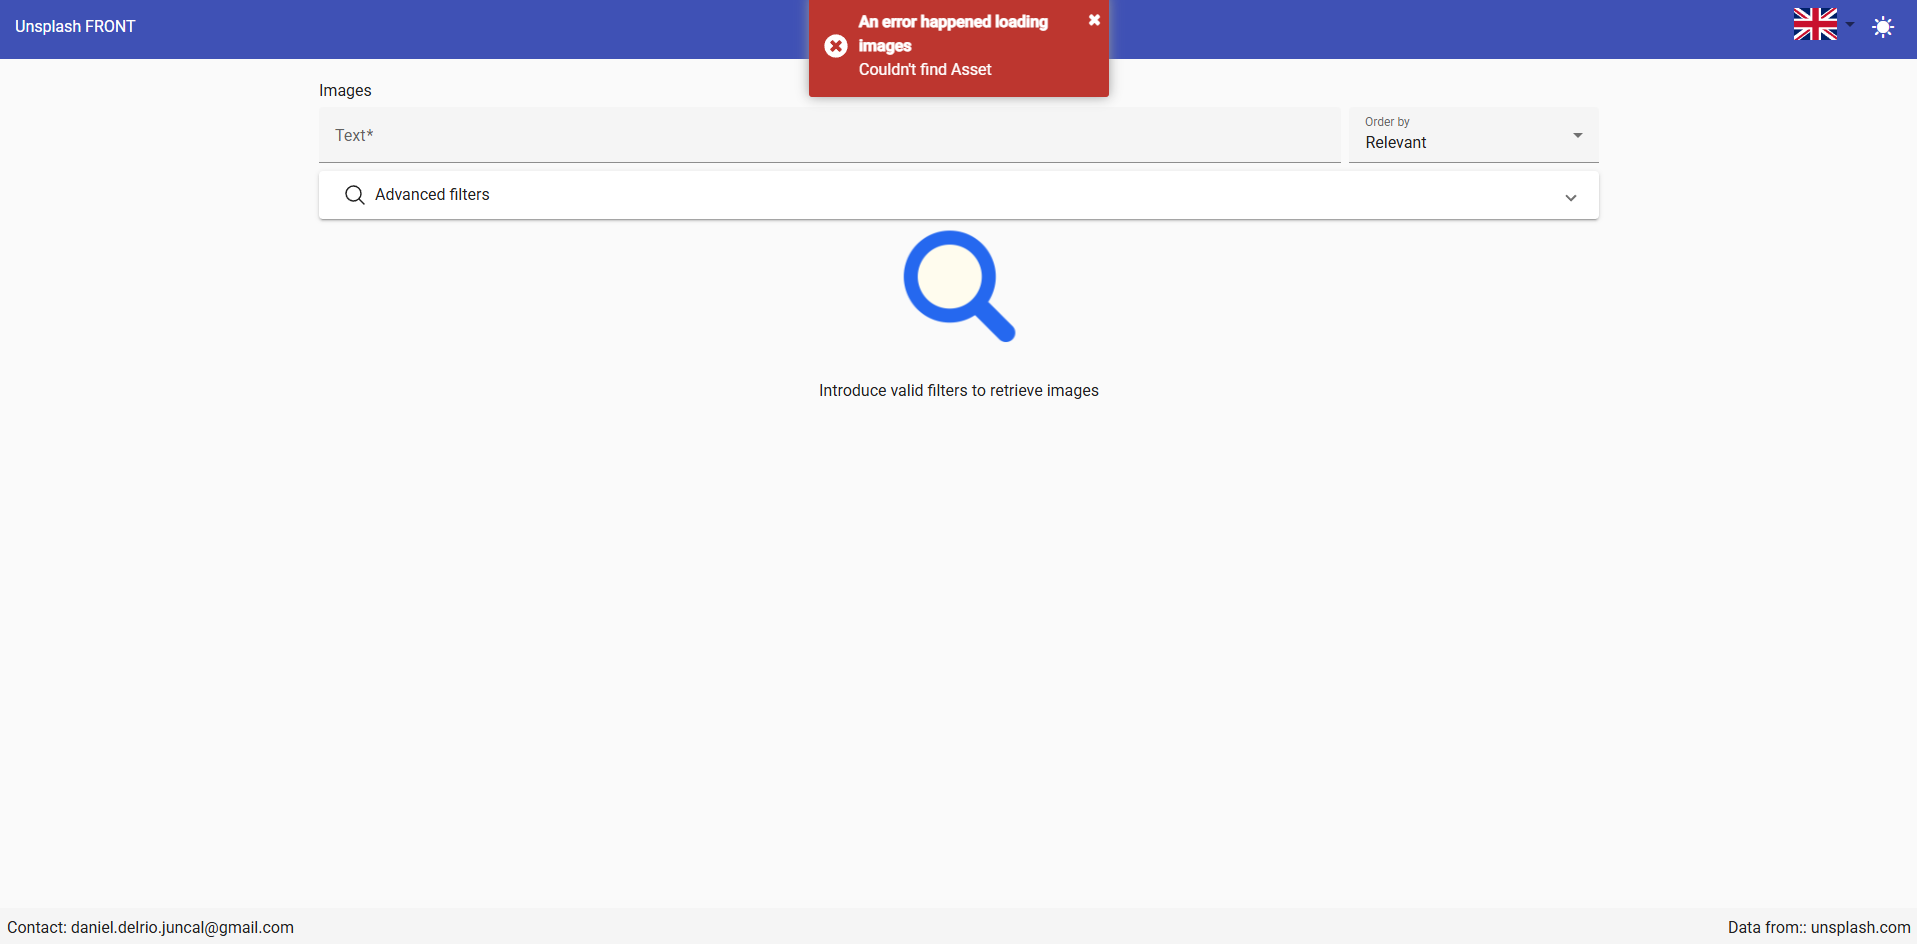 Unsplash FRONT
An error happened loading
images
Couldn't find Asset
Images
Text*
Order by
Relevant
Advanced filters
Introduce valid filters to retrieve images
Contact: daniel.delrio.juncal@gmail.com
Data from:: unsplash.com